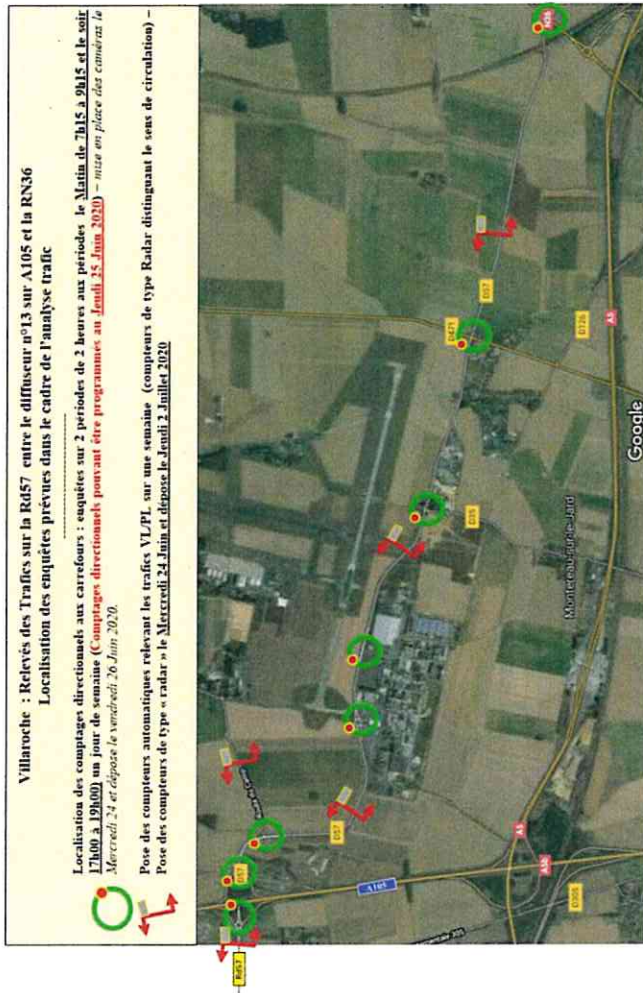 Villaroche : Relevés des Trafics sur la Rd57 entre le diffuseur n°13 sur A105 et la RN36
Localisation des enquêtes prévues dans le cadre de l'analyse trafic
Localisation des comptages directionnels aux carrefours : enquêtes sur 2 périodes de 2 heures aux périodes le Matin de 7h15 à 9h15 et le soir
17h00 à 19h00) un jour de semaine (Comptages directionnels pouvant être programmés au Jeudi 25 Juin 2020) – mise en place des caméras le
Mercredi 24 et dépose le vendredi 26 Juin 2020.
Pose des compteurs automatiques relevant les trafics VL/PL sur une semaine (compteurs de type Radar distinguant le sens de circulation) –
Pose des compteurs de type « radar » le Mercredi 24 Juin et dépose le Jeudi 2 Juillet 2020
Rd57
D57
A105
D57
D35
D471
D57
N36
D126
A5
A5
A5b
D305
Montereau-sur-le-Jard
Google